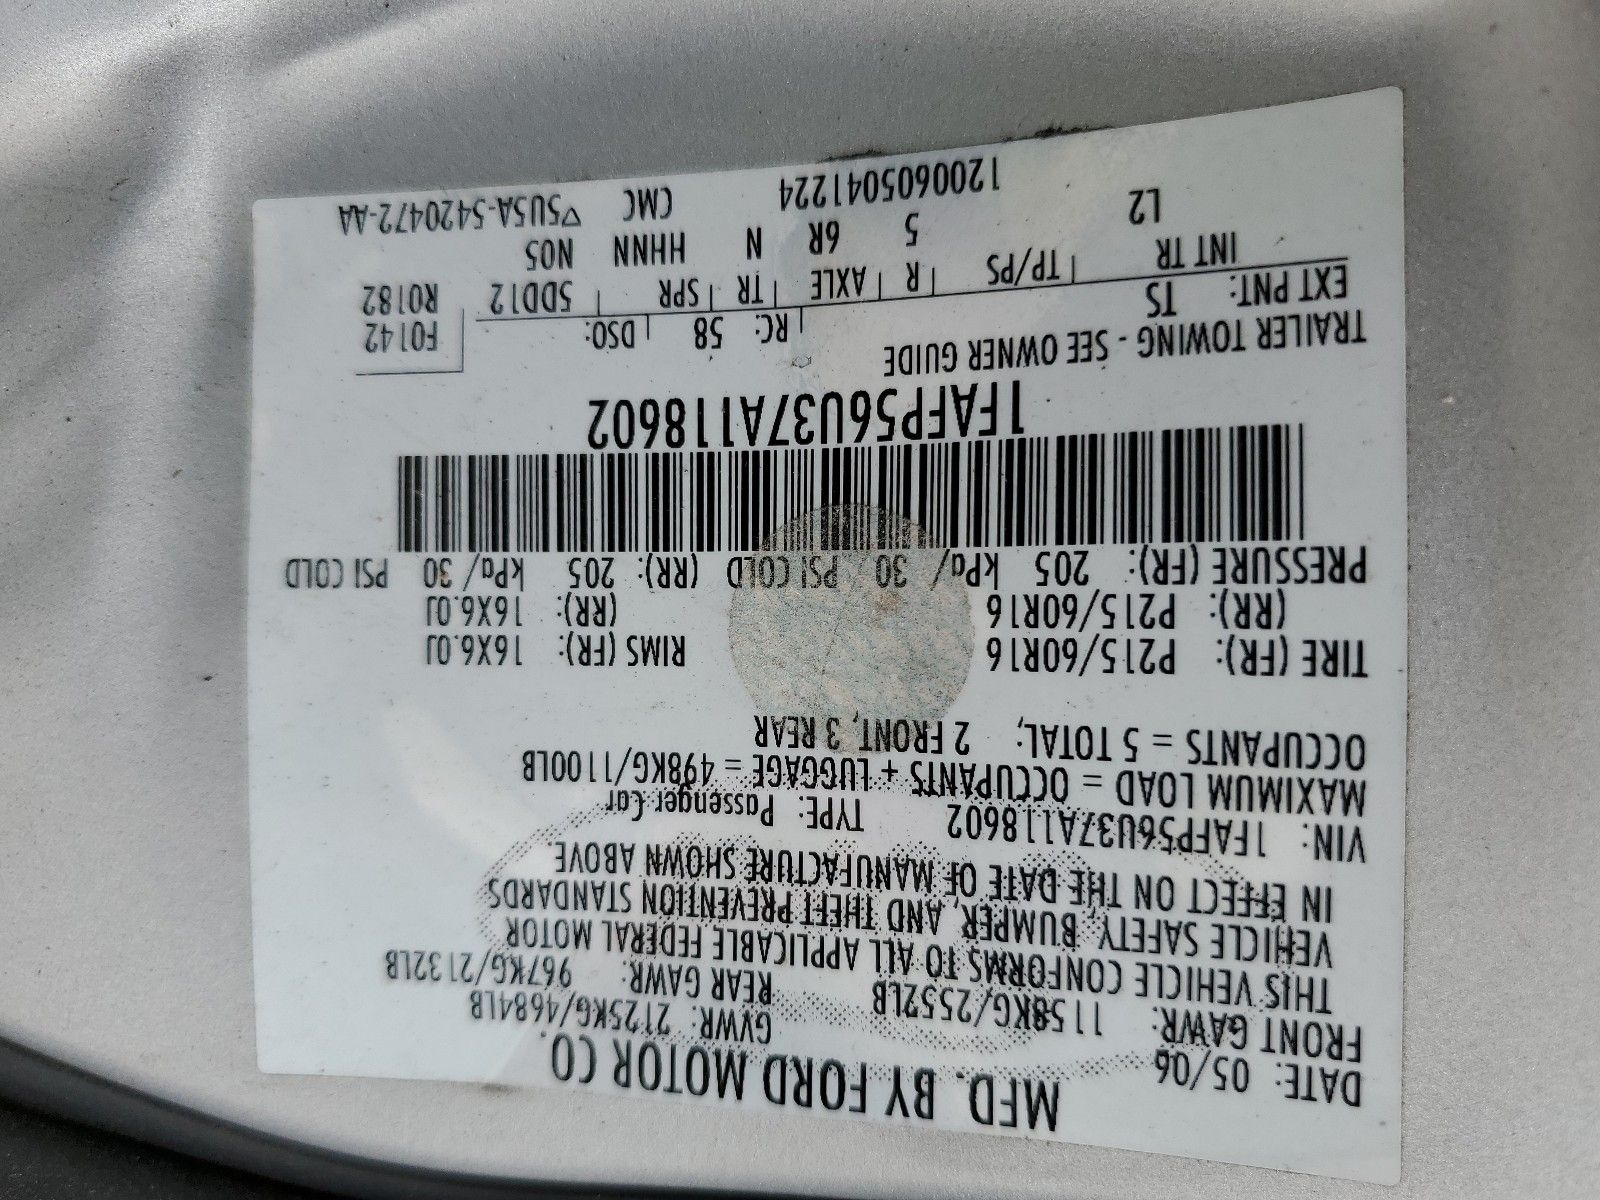 MFD. BY FORD MOTOR CO.
DATE: 05/06 GVWR: 2125KG/4684LB
FRONT GAWR: 1158KG/2552LB REAR GAWR: 967KG/2132LB
THIS VEHICLE CONFORMS TO ALL APPLICABLE FEDERAL MOTOR
VEHICLE SAFETY, BUMPER, AND THEFT PREVENTION STANDARDS
IN EFFECT ON THE DATE OF MANUFACTURE SHOWN ABOVE.
VIN: 1FAFP56U37A118602 TYPE: Passenger Car
MAXIMUM LOAD = OCCUPANTS + LUGGAGE = 498KG/1100LB
OCCUPANTS = 5 TOTAL; 2 FRONT, 3 REAR
TIRE (FR): P215/60R16 RIMS (FR): 16X6.0J
(RR): P215/60R16 (RR): 16X6.0J
PRESSURE (FR): 205 kPa/ 30 PSI COLD (RR): 205 kPa/ 30 PSI COLD
1FAFP56U37A118602
TRAILER TOWING - SEE OWNER GUIDE
EXT PNT: TS RC: 58 DSO: F0142
INT TR TP/PS R AXLE TR SPR 5DD12 R0182
L2 5 6R N HHNN N05
120060504122​4 CMC ▽5U5A-5420472-AA